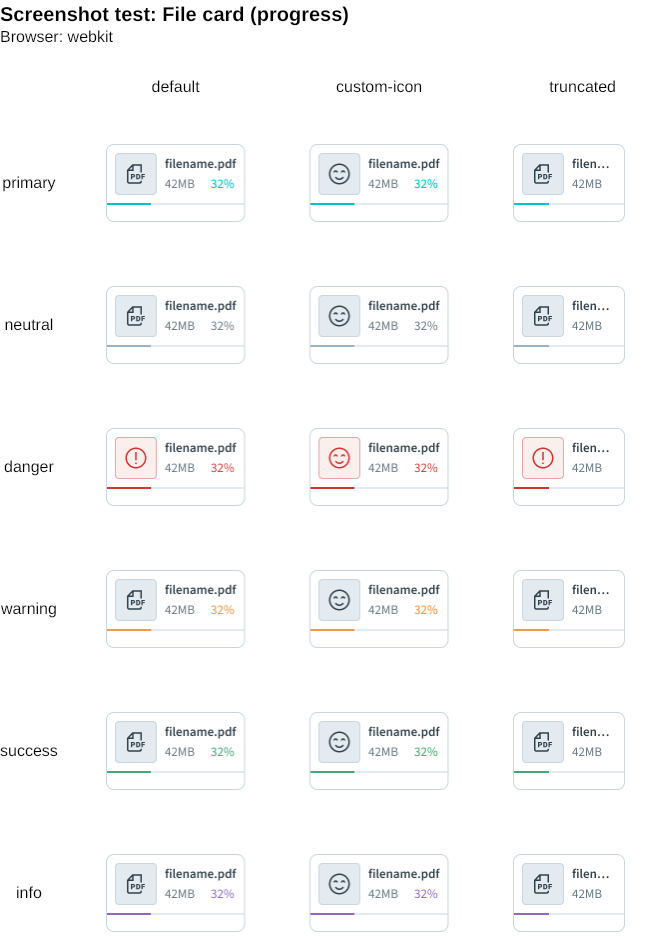 Screenshot test: File card (progress)
Browser: webkit
default custom-icon truncated
primary
PDF filename.pdf filename.pdf PDF filen...
42MB 32% 42MB 32% 42MB
neutral
PDF filename.pdf filename.pdf PDF filen...
42MB 32% 42MB 32% 42MB
danger
filename.pdf filename.pdf filen...
42MB 32% 42MB 32% 42MB
warning
PDF filename.pdf filename.pdf PDF filen...
42MB 32% 42MB 32% 42MB
success
PDF filename.pdf filename.pdf PDF filen...
42MB 32% 42MB 32% 42MB
info
PDF filename.pdf filename.pdf PDF filen...
42MB 32% 42MB 32% 42MB